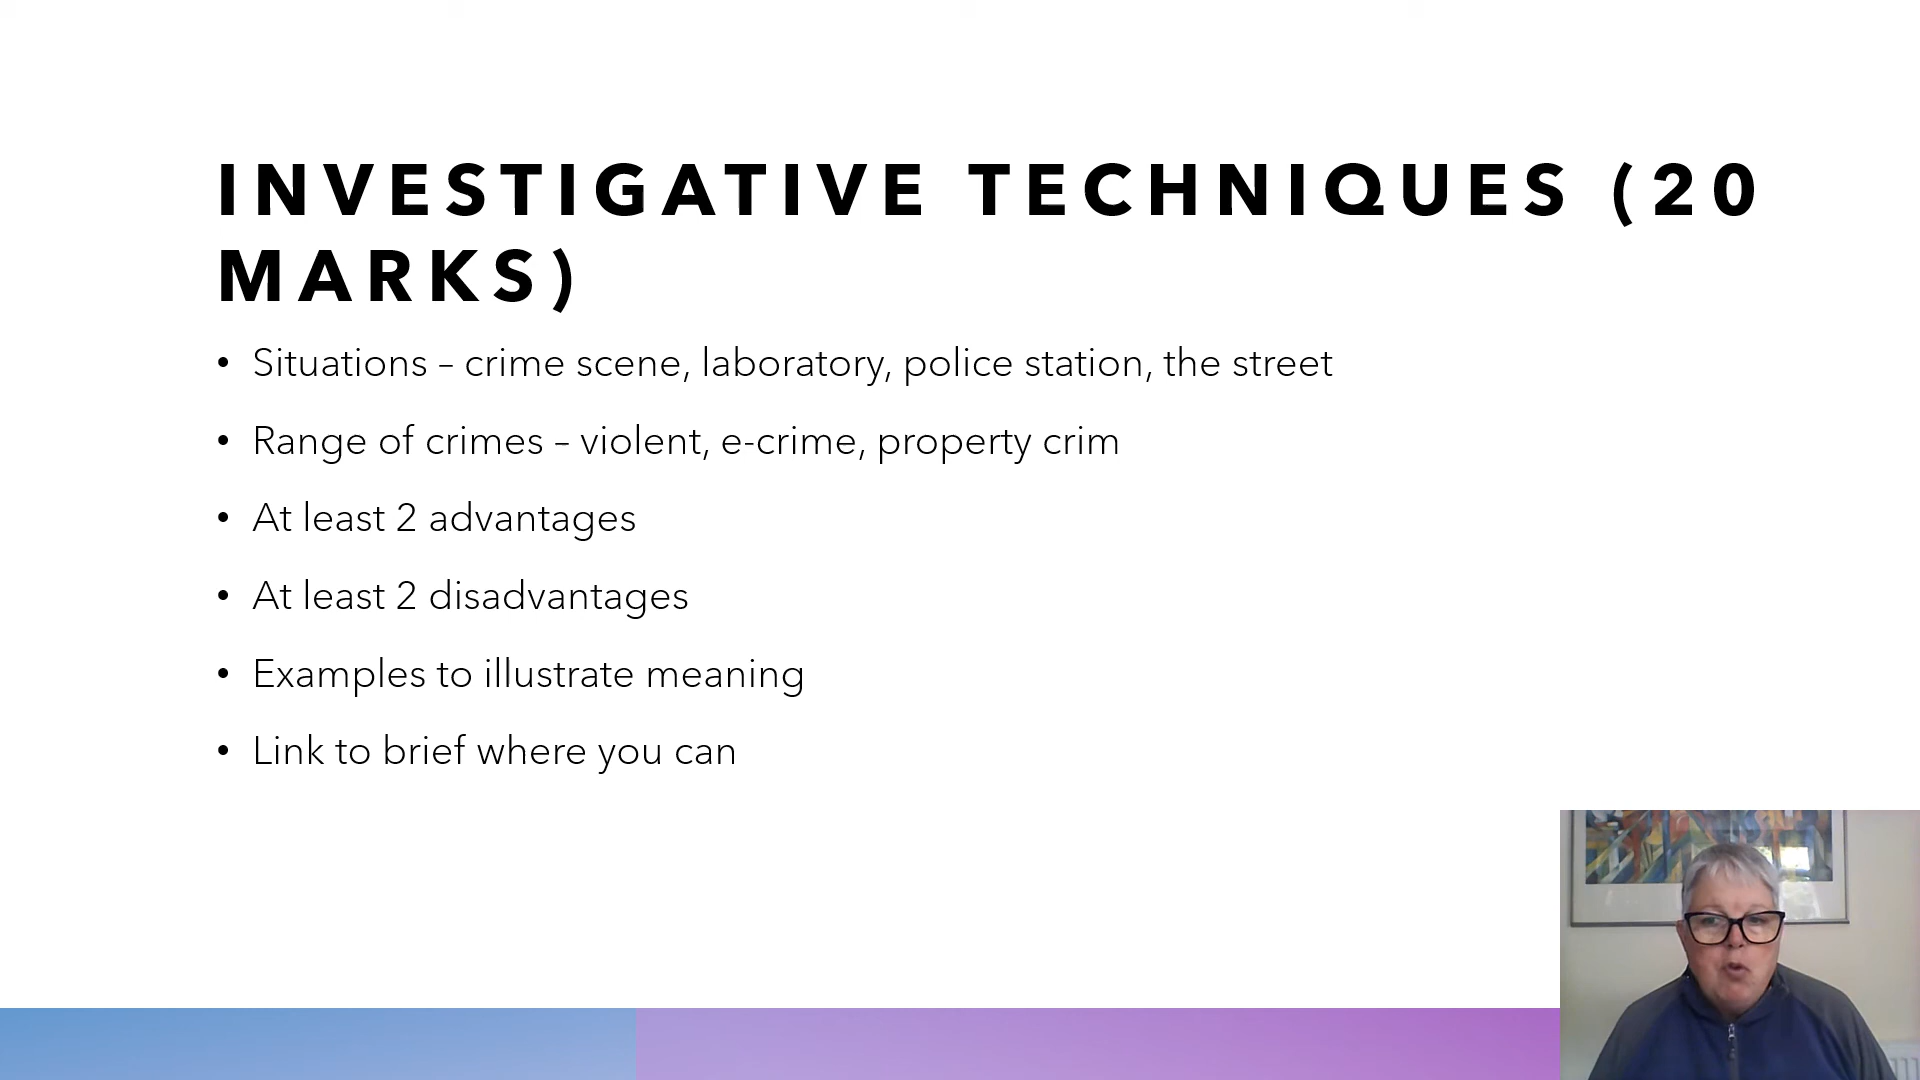 INVESTIGATIVE TECHNIQUES (20
MARKS)
• Situations – crime scene, laboratory, police station, the street
• Range of crimes – violent, e-crime, property crim
• At least 2 advantages
• At least 2 disadvantages
• Examples to illustrate meaning
• Link to brief where you can